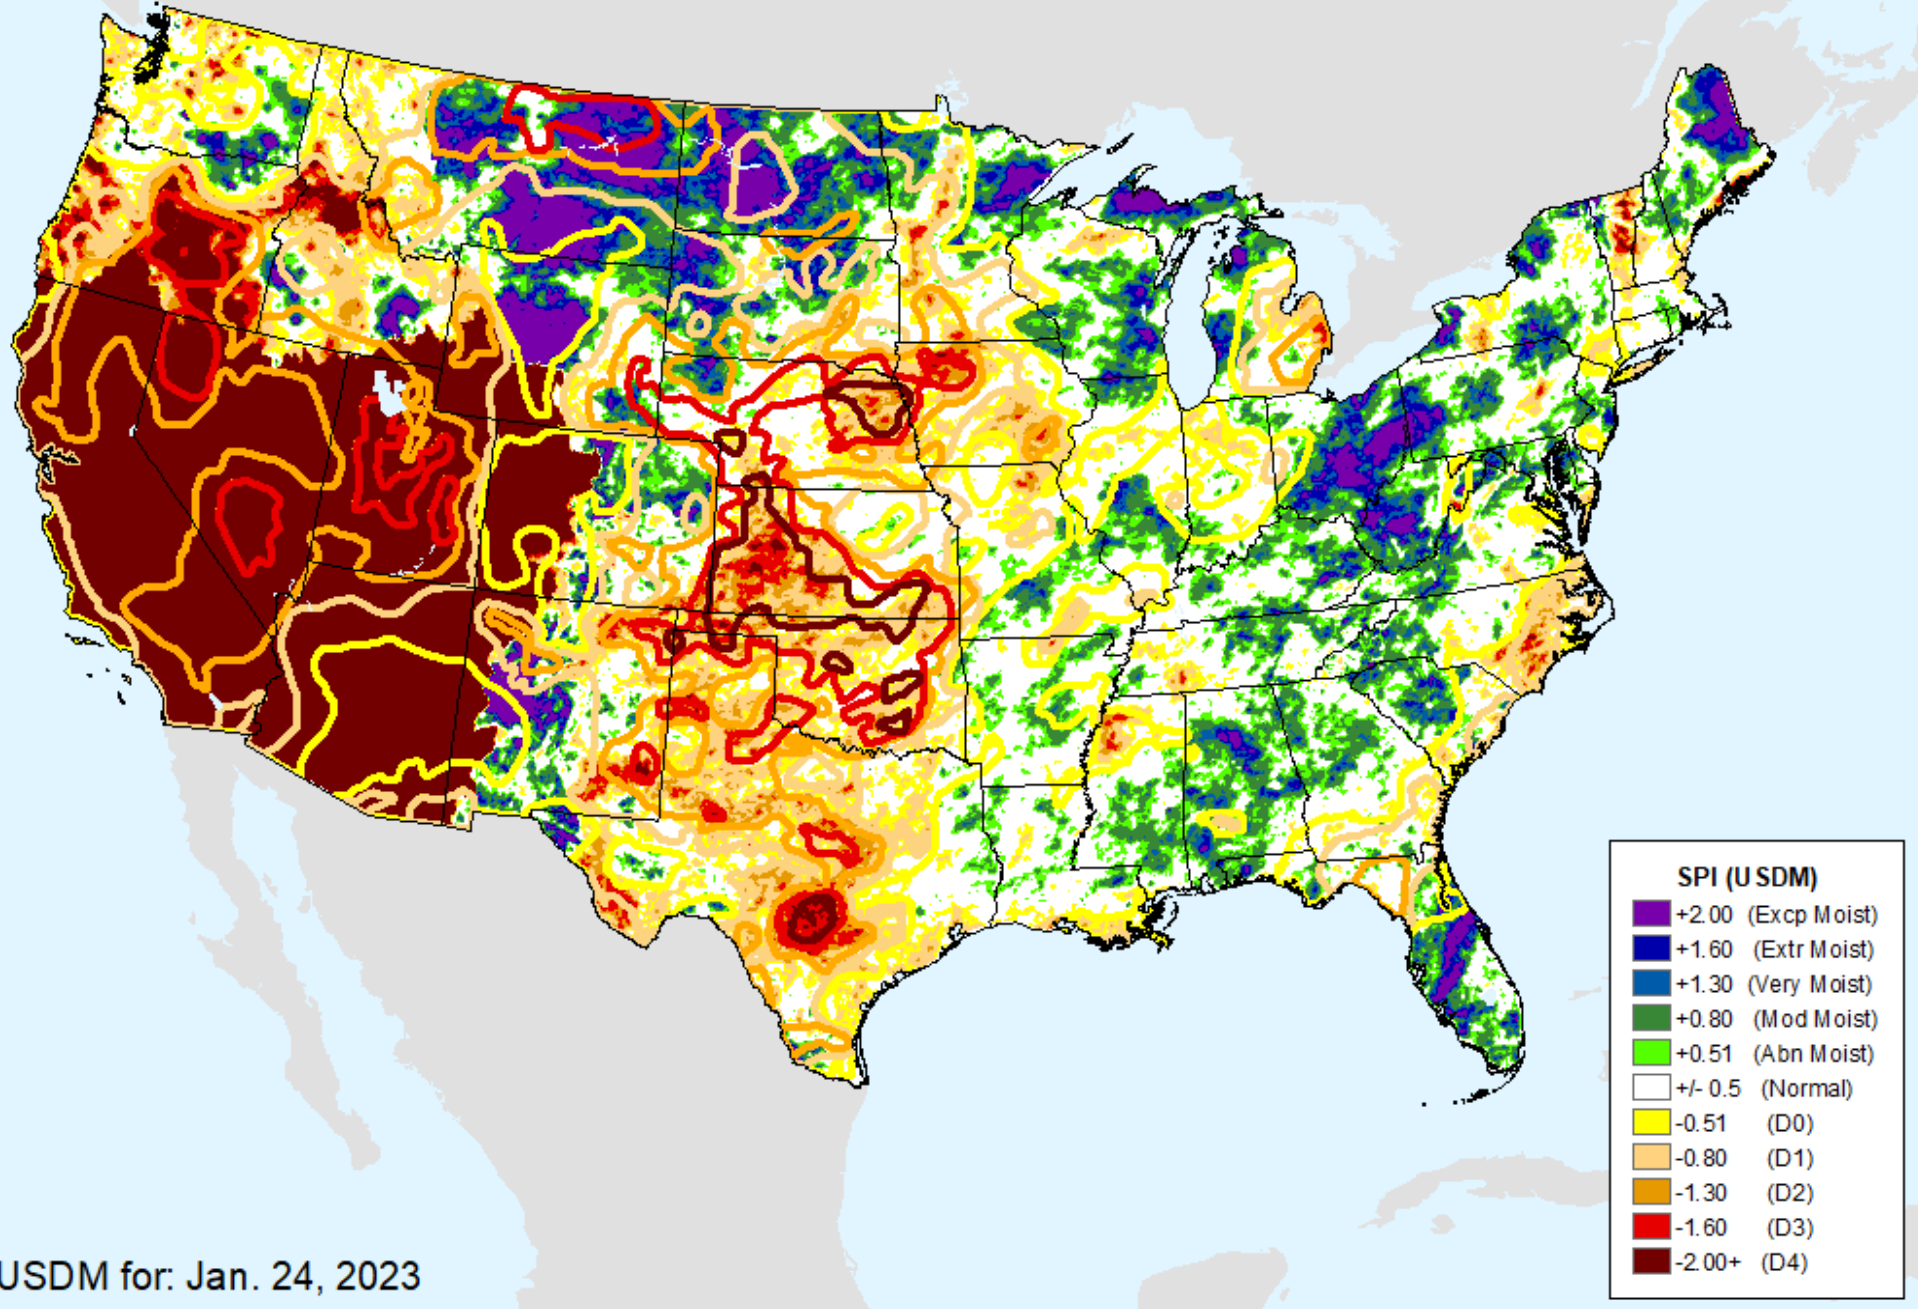 SPI (USDM)
+2.00 (Excp Moist)
+1.60 (Extr Moist)
+1.30 (Very Moist)
+0.80 (Mod Moist)
+0.51 (Abn Moist)
+/- 0.5 (Normal)
-0.51 (D0)
-0.80 (D1)
-1.30 (D2)
-1.60 (D3)
-2.00+ (D4)
USDM for: Jan. 24, 2023